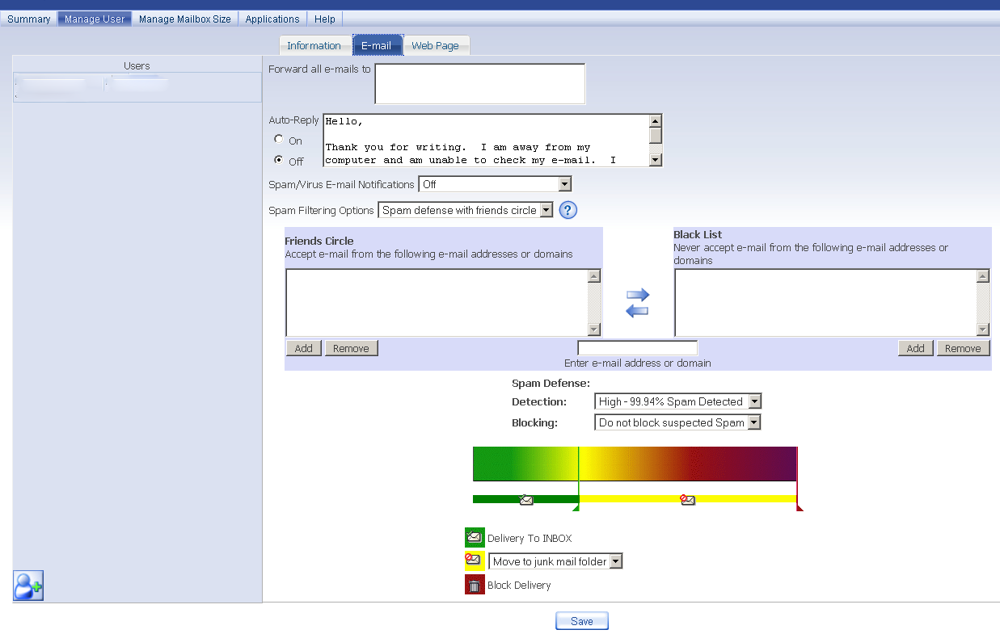 Summary Manage User Manage Mailbox Size Applications Help
Information E-mail Web Page
Users
Forward all e-mails to
Auto-Reply
On
Off
Hello,
Thank you for writing.  I am away from my
computer and am unable to check my e-mail.  I
Spam/Virus E-mail Notifications Off
Spam Filtering Options Spam defense with friends circle ?
Friends Circle
Accept e-mail from the following e-mail addresses or domains
Black List
Never accept e-mail from the following e-mail addresses or
domains
Add Remove
Enter e-mail address or domain
Add Remove
Spam Defense:
Detection: High - 99.94% Spam Detected
Blocking: Do not block suspected Spam
Delivery To INBOX
Move to junk mail folder
Block Delivery
Save